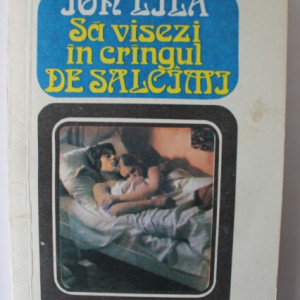 ION LILA
Să visezi
în crîngul
DE SALCÎMI